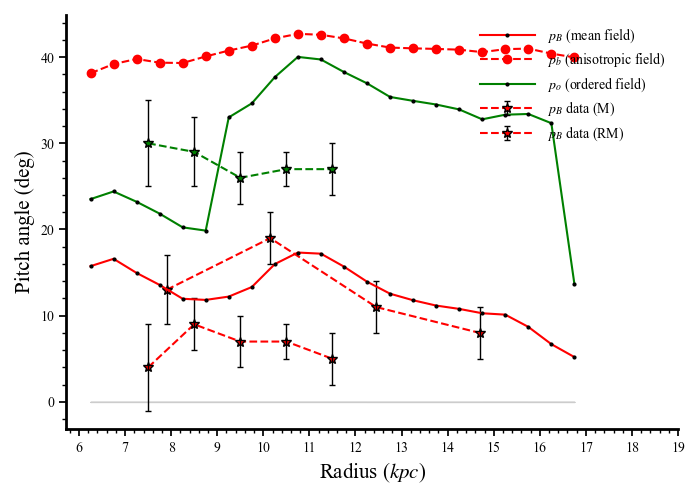 40
30
20
10
0
Pitch angle (deg)
p_B (mean field)
p_b (anisotropic field)
p_o (ordered field)
p_B data (M)
p_B data (RM)
6 7 8 9 10 11 12 13 14 15 16 17 18 19
Radius (kpc)